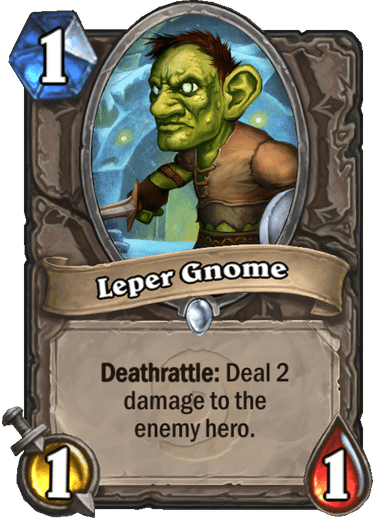 1
Leper Gnome
Deathrattle: Deal 2
damage to the
enemy hero.
1
1